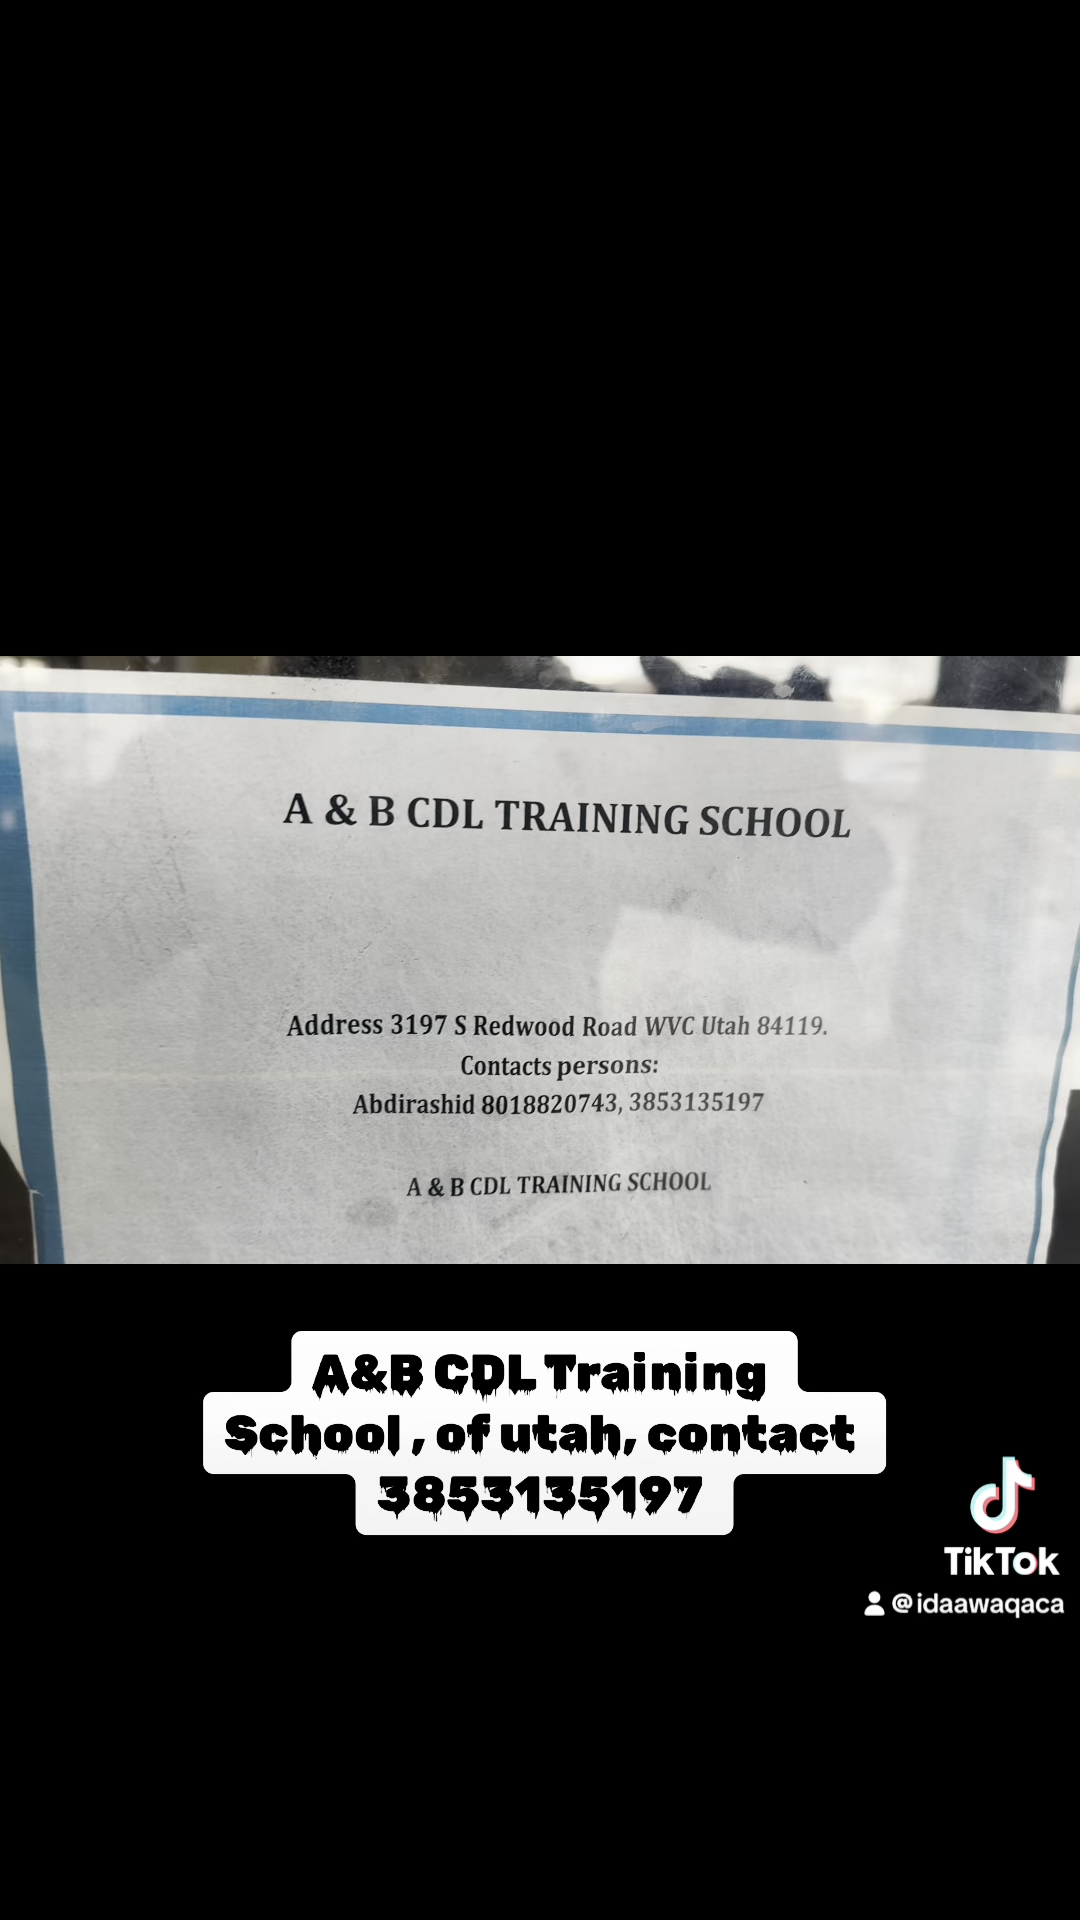 A & B CDL TRAINING SCHOOL
Address 3197 S Redwood Road WVC Utah 84119.
Contacts persons:
Abdirashid 8018820743, 3853135197
A & B CDL TRAINING SCHOOL
A&B CDL Training
School , of utah, contact
3853135197
TikTok
@idaawaqaca